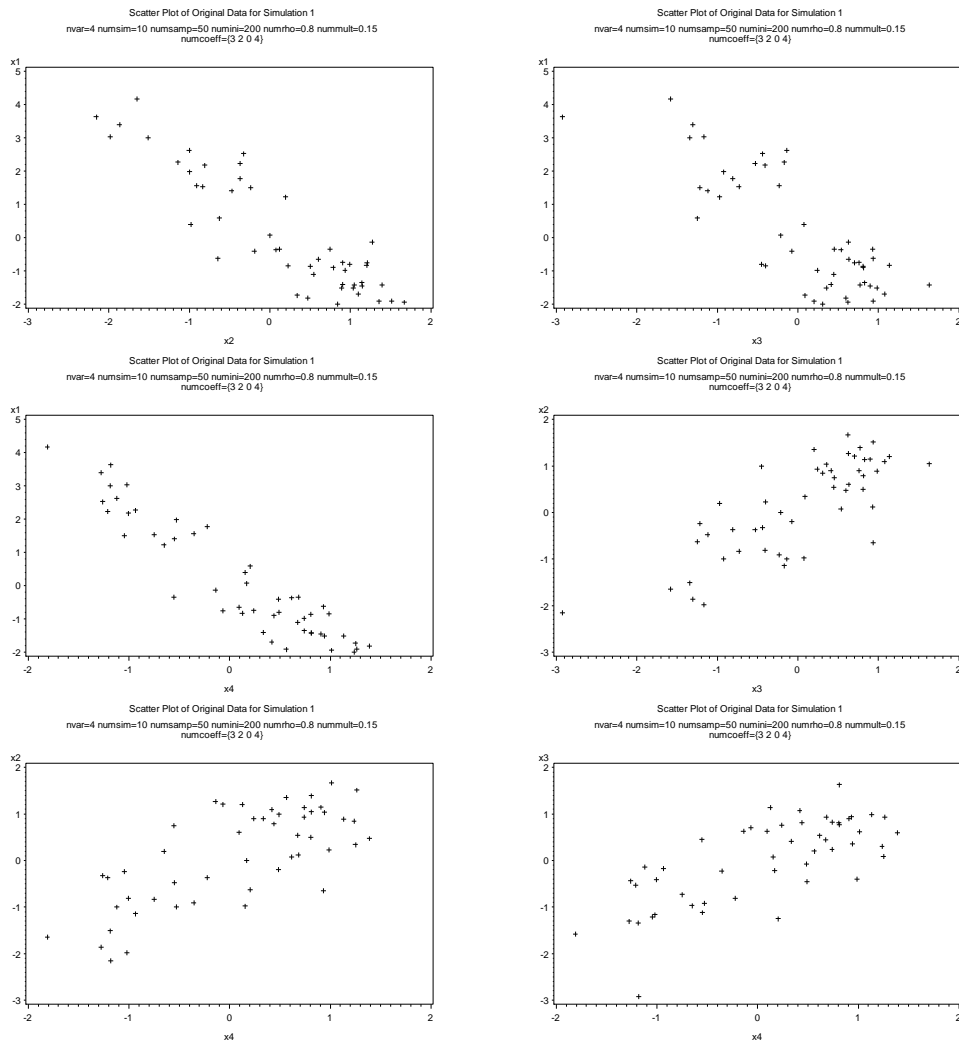 Scatter Plot of Original Data for Simulation 1
nvar=4 numsim=10 numsamp=50 numini=200 numrho=0.8 nummult=0.15
numcoeff={3 2 0 4}
x1
5
4
3
2
1
0
-1
-2
-3 -2 -1 0 1 2
x2
Scatter Plot of Original Data for Simulation 1
nvar=4 numsim=10 numsamp=50 numini=200 numrho=0.8 nummult=0.15
numcoeff={3 2 0 4}
x1
5
4
3
2
1
0
-1
-2
-3 -2 -1 0 1 2
x3
Scatter Plot of Original Data for Simulation 1
nvar=4 numsim=10 numsamp=50 numini=200 numrho=0.8 nummult=0.15
numcoeff={3 2 0 4}
x1
5
4
3
2
1
0
-1
-2
-2 -1 0 1 2
x4
Scatter Plot of Original Data for Simulation 1
nvar=4 numsim=10 numsamp=50 numini=200 numrho=0.8 nummult=0.15
numcoeff={3 2 0 4}
x2
2
1
0
-1
-2
-3
-3 -2 -1 0 1 2
x3
Scatter Plot of Original Data for Simulation 1
nvar=4 numsim=10 numsamp=50 numini=200 numrho=0.8 nummult=0.15
numcoeff={3 2 0 4}
x2
2
1
0
-1
-2
-3
-2 -1 0 1 2
x4
Scatter Plot of Original Data for Simulation 1
nvar=4 numsim=10 numsamp=50 numini=200 numrho=0.8 nummult=0.15
numcoeff={3 2 0 4}
x3
2
1
0
-1
-2
-3
-2 -1 0 1 2
x4